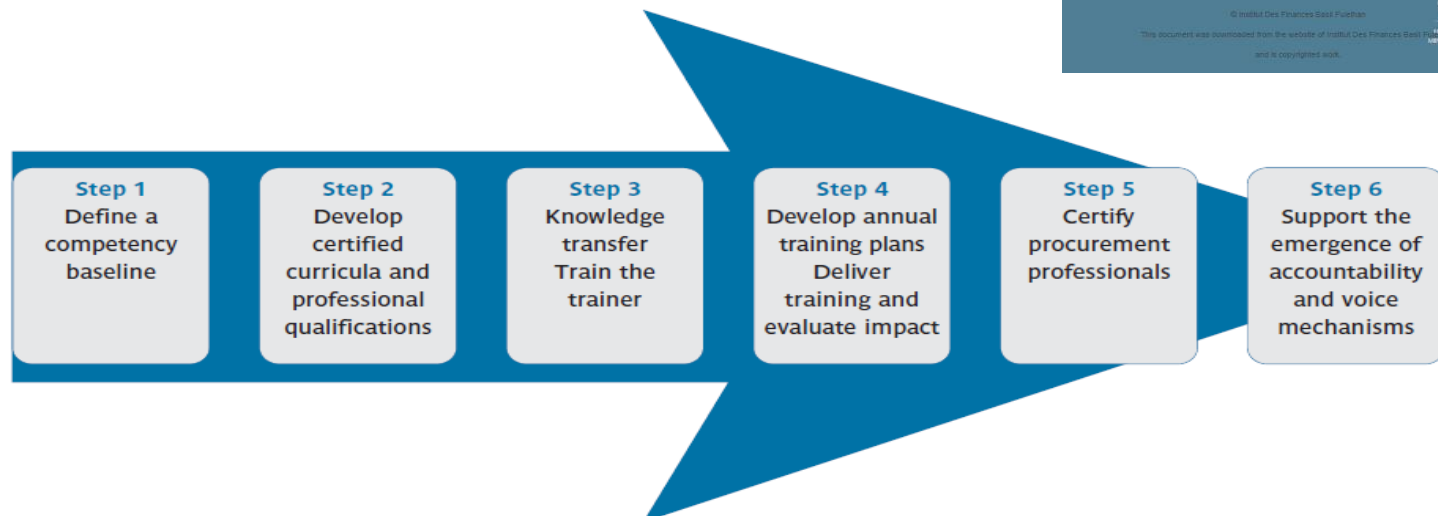 © Institut Des Finances Basil Fuleihan
This document was downloaded from the website of Institut Des Finances Basil
and is copyrighted work.
Step 1
Define a
competency
baseline
Step 2
Develop
certified
curricula and
professional
qualifications
Step 3
Knowledge
transfer
Train the
trainer
Step 4
Develop annual
training plans
Deliver
training and
evaluate impact
Step 5
Certify
procurement
professionals
Step 6
Support the
emergence of
accountability
and voice
mechanisms